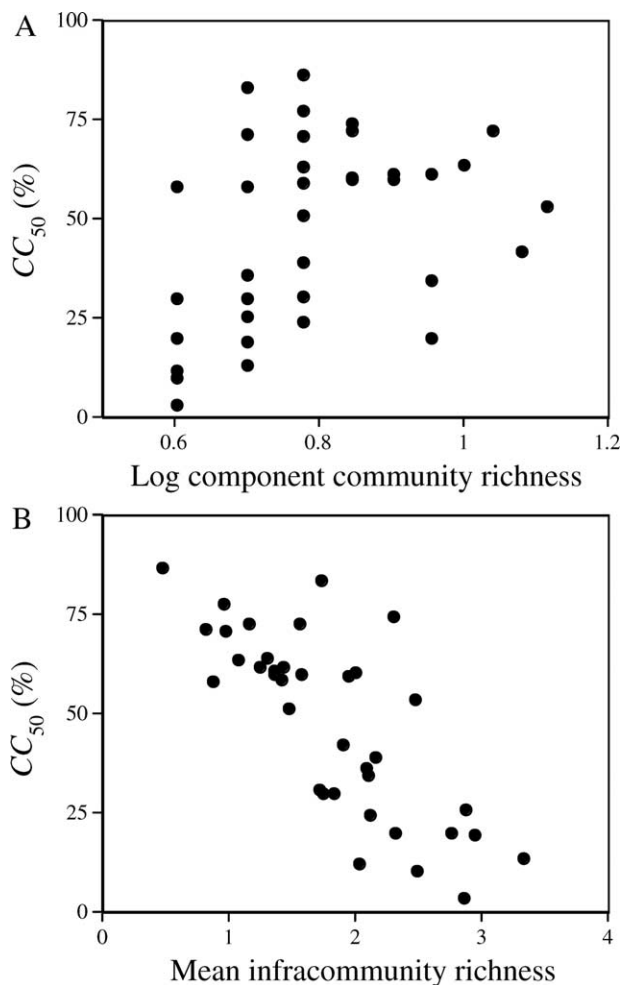 A
100
75
50
25
0
CC50 (%)
0.6 0.8 1 1.2
Log component community richness
B
100
75
50
25
0
CC50 (%)
0 1 2 3 4
Mean infracommunity richness